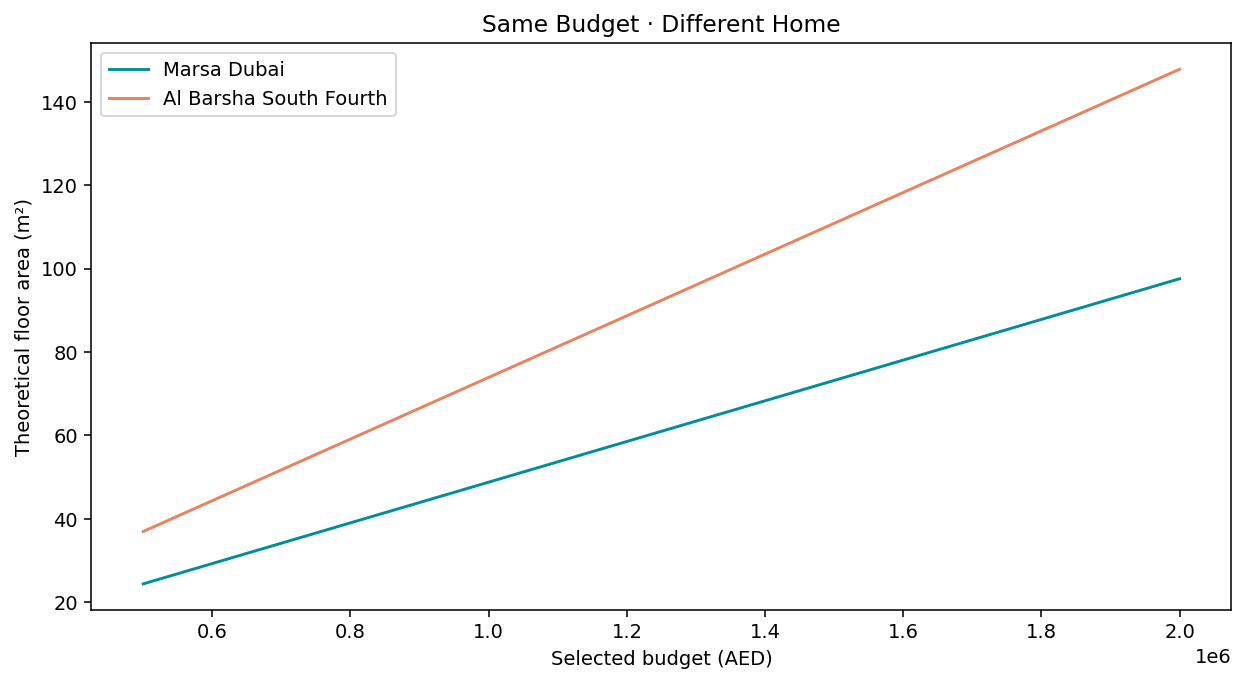 Same Budget · Different Home
Marsa Dubai
Al Barsha South Fourth
Theoretical floor area (m²)
140
120
100
80
60
40
20
0.6 0.8 1.0 1.2 1.4 1.6 1.8 2.0
1e6
Selected budget (AED)